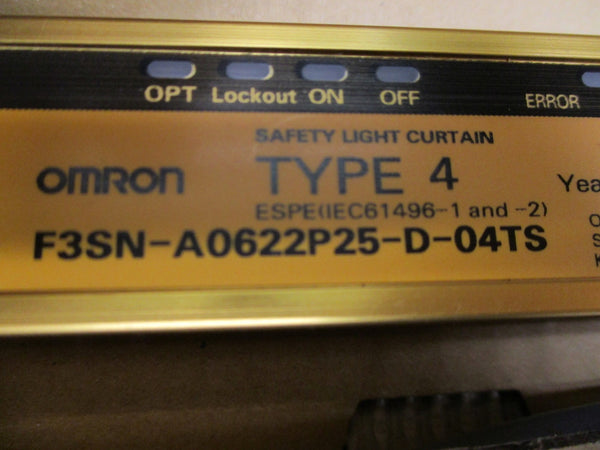 OPT Lockout ON OFF ERROR
SAFETY LIGHT CURTAIN
OMRON TYPE 4
ESPE(IEC61496-1 and -2)
F3SN-A0622P25-D-04TS